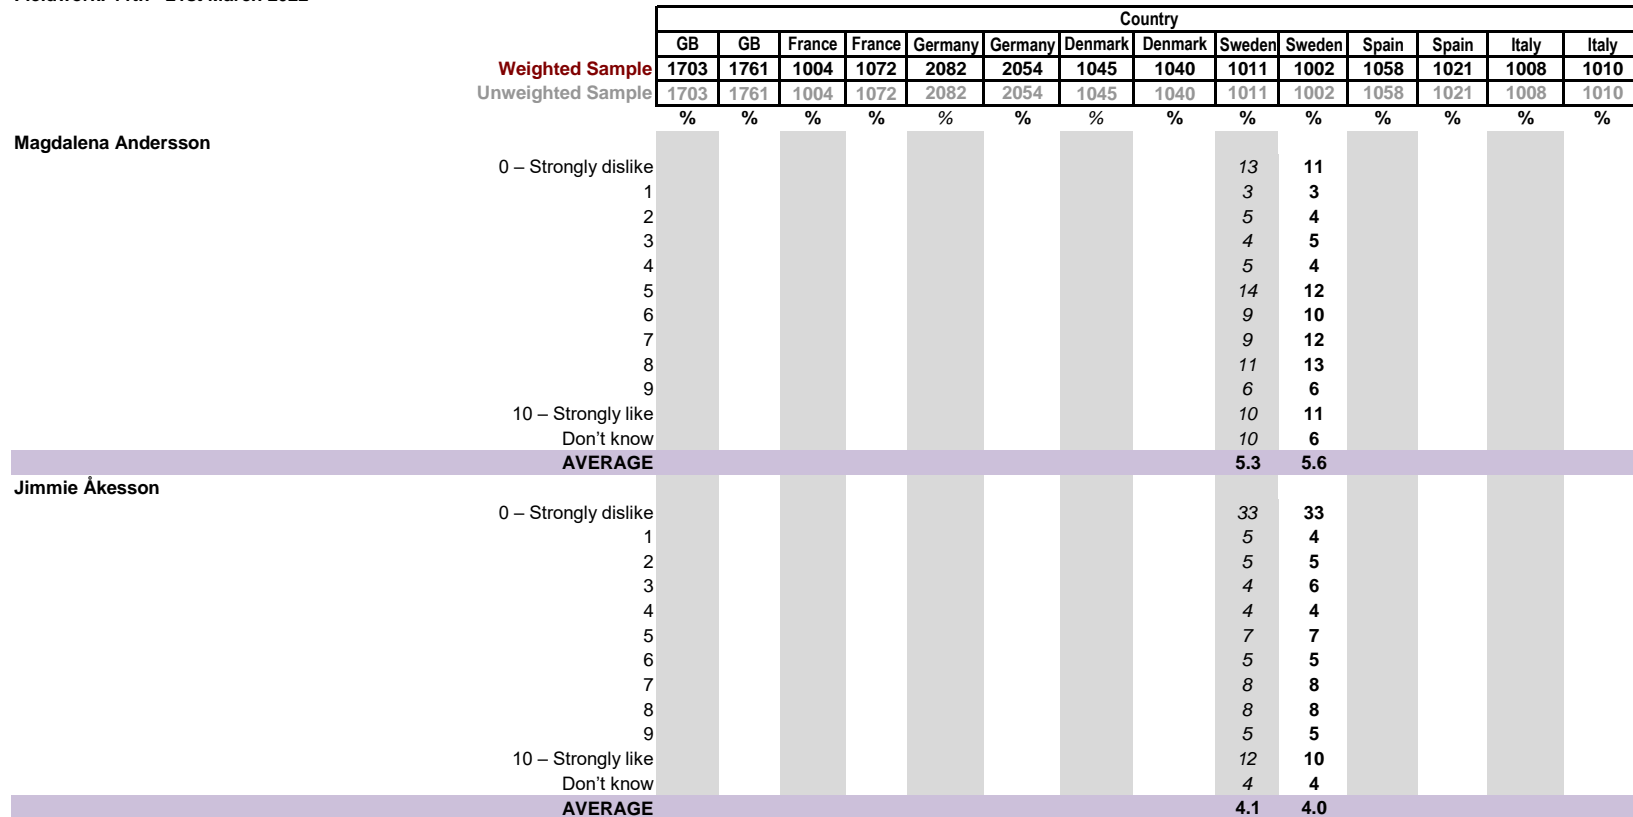 21st March 2022
Country
GB GB France France Germany Germany Denmark Denmark Sweden Sweden Spain Spain Italy Italy
Weighted Sample 1703 1761 1004 1072 2082 2054 1045 1040 1011 1002 1058 1021 1008 1010
Unweighted Sample 1703 1761 1004 1072 2082 2054 1045 1040 1011 1002 1058 1021 1008 1010
% % % % % % % % % % % % % %
Magdalena Andersson
0 – Strongly dislike 13 11
1 3 3
2 5 4
3 4 5
4 5 4
5 14 12
6 9 10
7 9 12
8 11 13
9 6 6
10 – Strongly like 10 11
Don't know 10 6
AVERAGE 5.3 5.6
Jimmie Åkesson
0 – Strongly dislike 33 33
1 5 4
2 5 5
3 4 6
4 4 4
5 7 7
6 5 5
7 8 8
8 8 8
9 5 5
10 – Strongly like 12 10
Don't know 4 4
AVERAGE 4.1 4.0